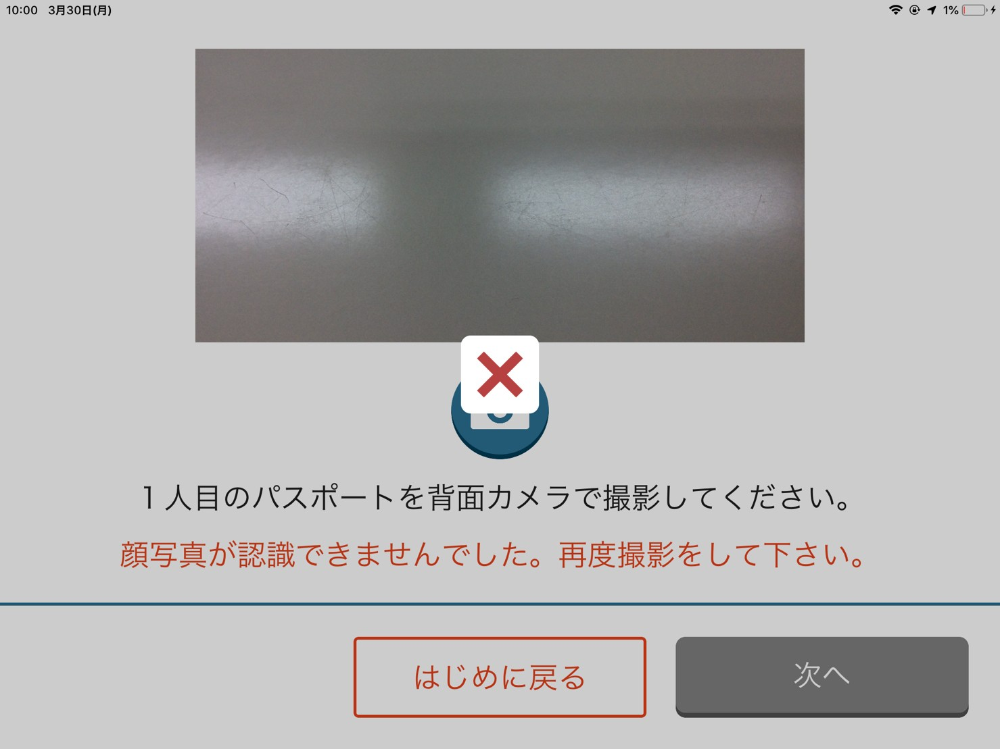 10:00 3月30日(月)
1%
1人目のパスポートを背面カメラで撮影してください。
顔写真が認識できませんでした。再度撮影をして下さい。
はじめに戻る
次へ